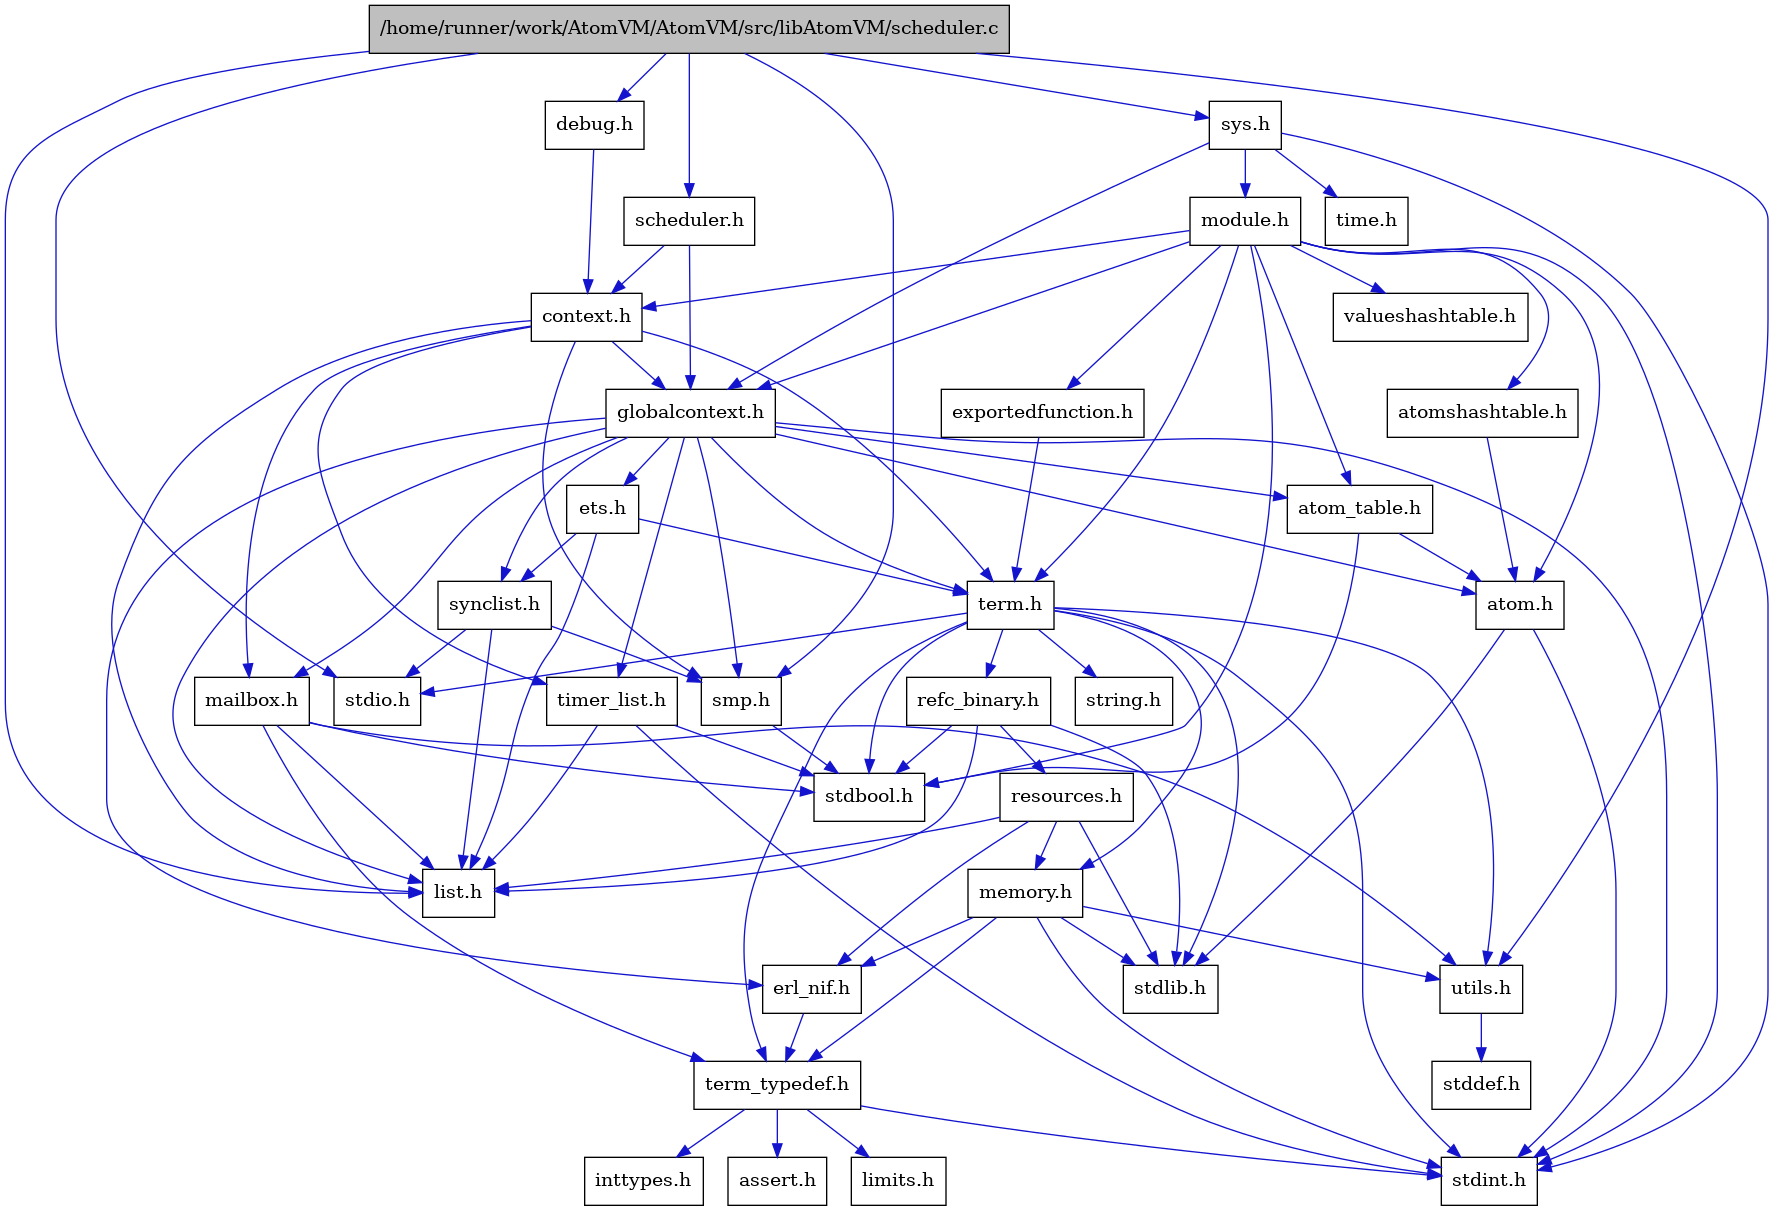 /home/runner/work/AtomVM/AtomVM/src/libAtomVM/scheduler.c
debug.h
sys.h
scheduler.h
module.h
time.h
context.h
valueshashtable.h
globalcontext.h
exportedfunction.h
atomshashtable.h
ets.h
atom_table.h
synclist.h
term.h
atom.h
mailbox.h
stdio.h
timer_list.h
smp.h
refc_binary.h
string.h
stdbool.h
resources.h
list.h
memory.h
erl_nif.h
stdlib.h
utils.h
term_typedef.h
stddef.h
inttypes.h
assert.h
limits.h
stdint.h